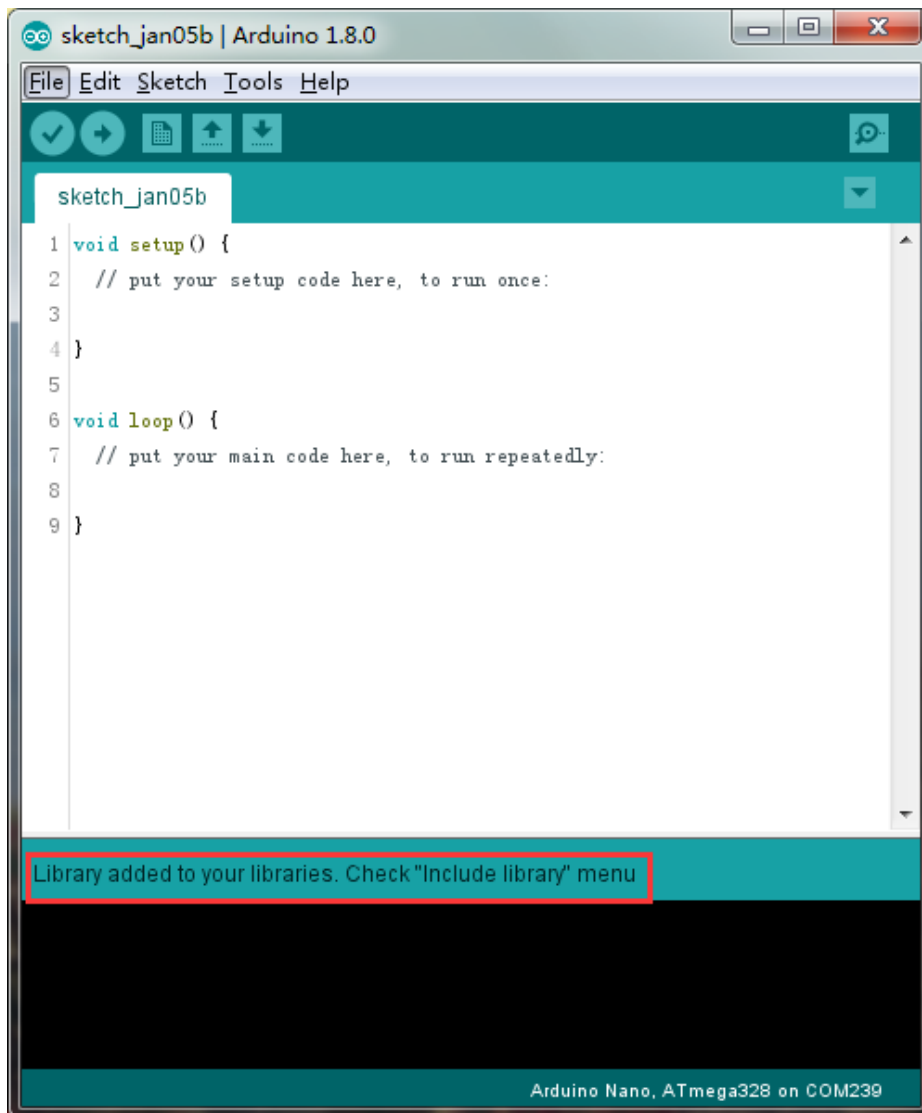 sketch_jan05b | Arduino 1.8.0
File Edit Sketch Tools Help
sketch_jan05b
1 void setup() {
2   // put your setup code here, to run once:
3
4 }
5
6 void loop() {
7   // put your main code here, to run repeatedly:
8
9 }
Library added to your libraries. Check "Include library" menu
Arduino Nano, ATmega328 on COM239